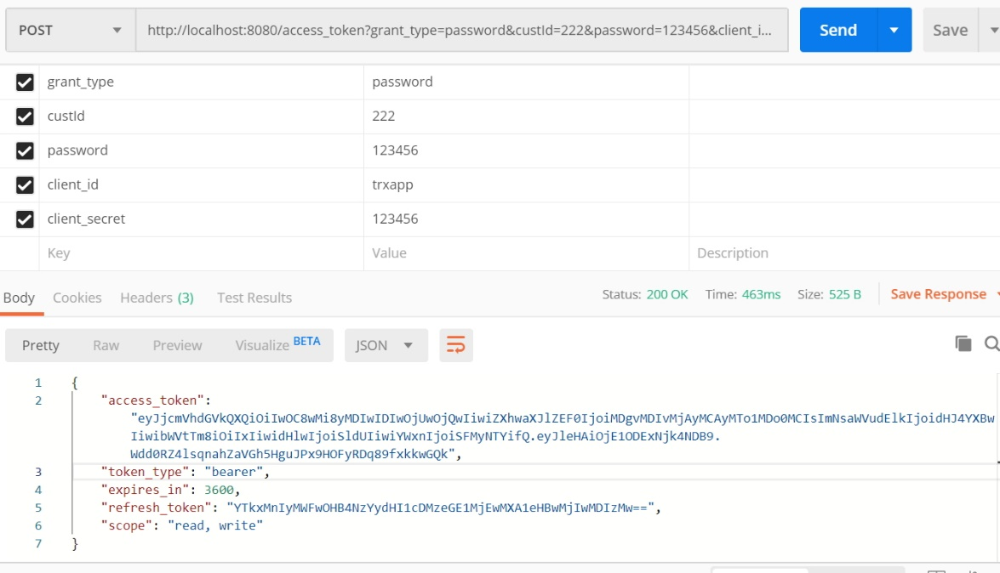 POST http://localhost:8080/access_token?grant_type=password&custId=222&password=123456&client_i... Send Save
grant_type password
custId 222
password 123456
client_id trxapp
client_secret 123456
Key Value Description
Body Cookies Headers (3) Test Results Status: 200 OK Time: 463ms Size: 525 B Save Response
Pretty Raw Preview Visualize BETA JSON
1 {
2 "access_token":
"eyJjcmVhdGVkQXQiOiIwOC8wMi8yMDIwIDIwOjUwOjQwIiwiZXhwaXJlZEF0IjoiMDgvMDIvMjAyMCAyMTo1MDo0MCIsImNsaWVudElkIjoidHJ4YXBw
IiwibWVtTm8iOiIxIiwidHlwIjoiSldUIiwiYWxnIjoiSFMyNTYifQ.eyJleHAiOjE1ODExNjk4NDB9.
Wdd0RZ4lsqnahZaVGh5HguJPx9HOFyRDq89fxkkwGQk",
3 "token_type": "bearer",
4 "expires_in": 3600,
5 "refresh_token": "YTkxMnIyMWFwOHB4NzYydHI1cDMzeGE1MjEwMXA1eHBwMjIwMDIzMw==",
6 "scope": "read, write"
7 }